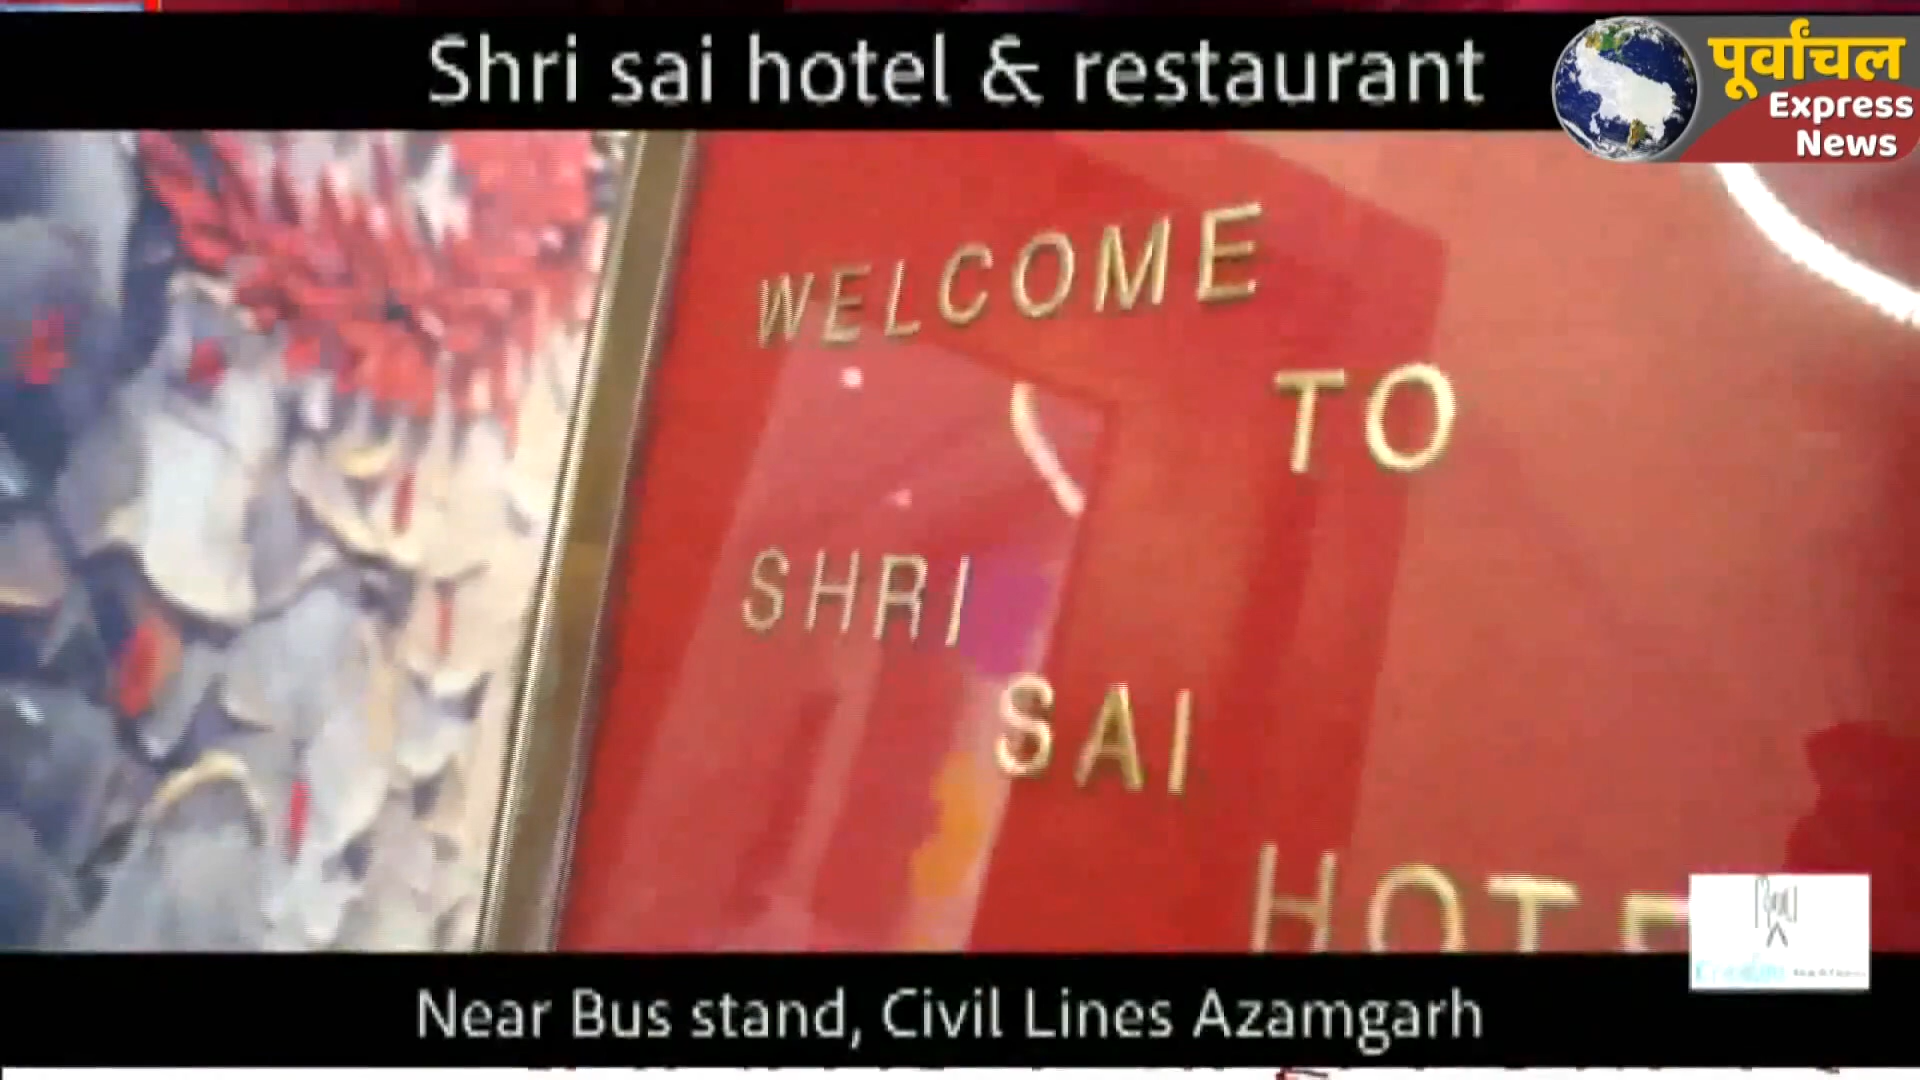 Shri sai hotel & restaurant
पूर्वांचल
Express
News
WELCOME
TO
SHRI
SAI
Near Bus stand, Civil Lines Azamgarh